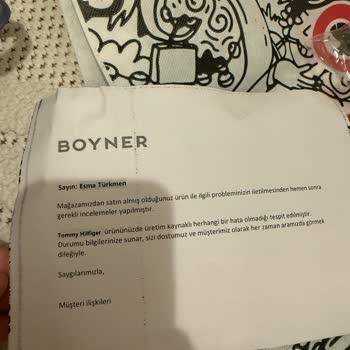 BOYNER
Sayın: Esma Türkmen
Mağazamızdan satın almış olduğunuz ürün ile ilgili probleminizin iletilmesinden hemen sonra
gerekli incelemeler yapılmıştır.
Tommy Hilfiger ürününüzde üretim kaynaklı herhangi bir hata olmadığı tespit edilmiştir.
Durumu bilgilerinize sunar, sizi dostumuz ve müşterimiz olarak her zaman aramızda görmek
dileğiyle.
Saygılarımızla,
Müşteri ilişkileri